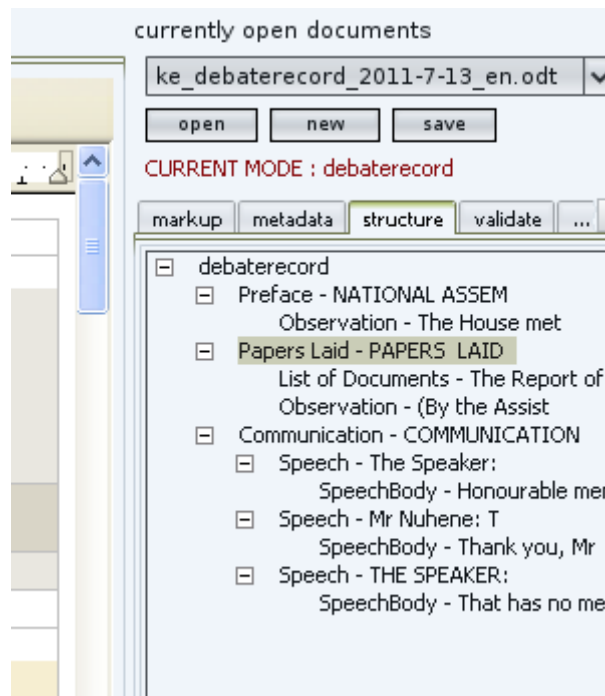 currently open documents
ke_debaterecord_2011-7-13_en.odt
open new save
CURRENT MODE : debaterecord
markup metadata structure validate ...
debaterecord
Preface - NATIONAL ASSEM
Observation - The House met
Papers Laid - PAPERS LAID
List of Documents - The Report of
Observation - (By the Assist
Communication - COMMUNICATION
Speech - The Speaker:
SpeechBody - Honourable
Speech - Mr Nuhene: T
SpeechBody - Thank you, Mr
Speech - THE SPEAKER:
SpeechBody - That has no